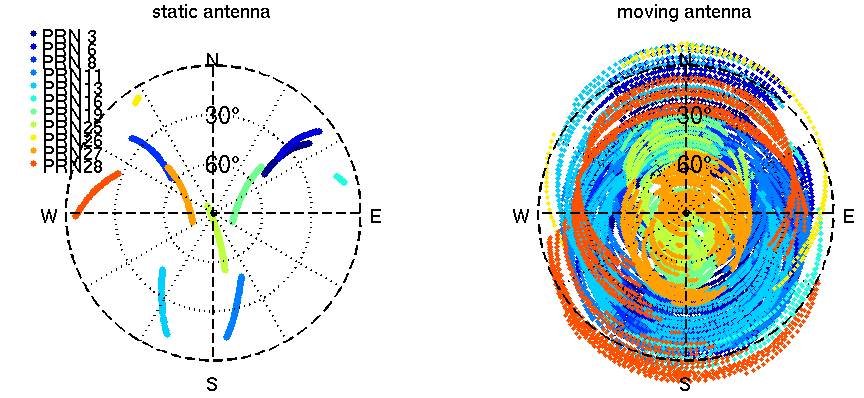 static antenna
PRN 3
PRN 6
PRN 8
PRN 11
PRN 13
PRN 16
PRN 19
PRN
PRN 26
PRN 27
PRN 28
N
30°
60°
W
E
S
moving antenna
N
30°
60°
W
E
S